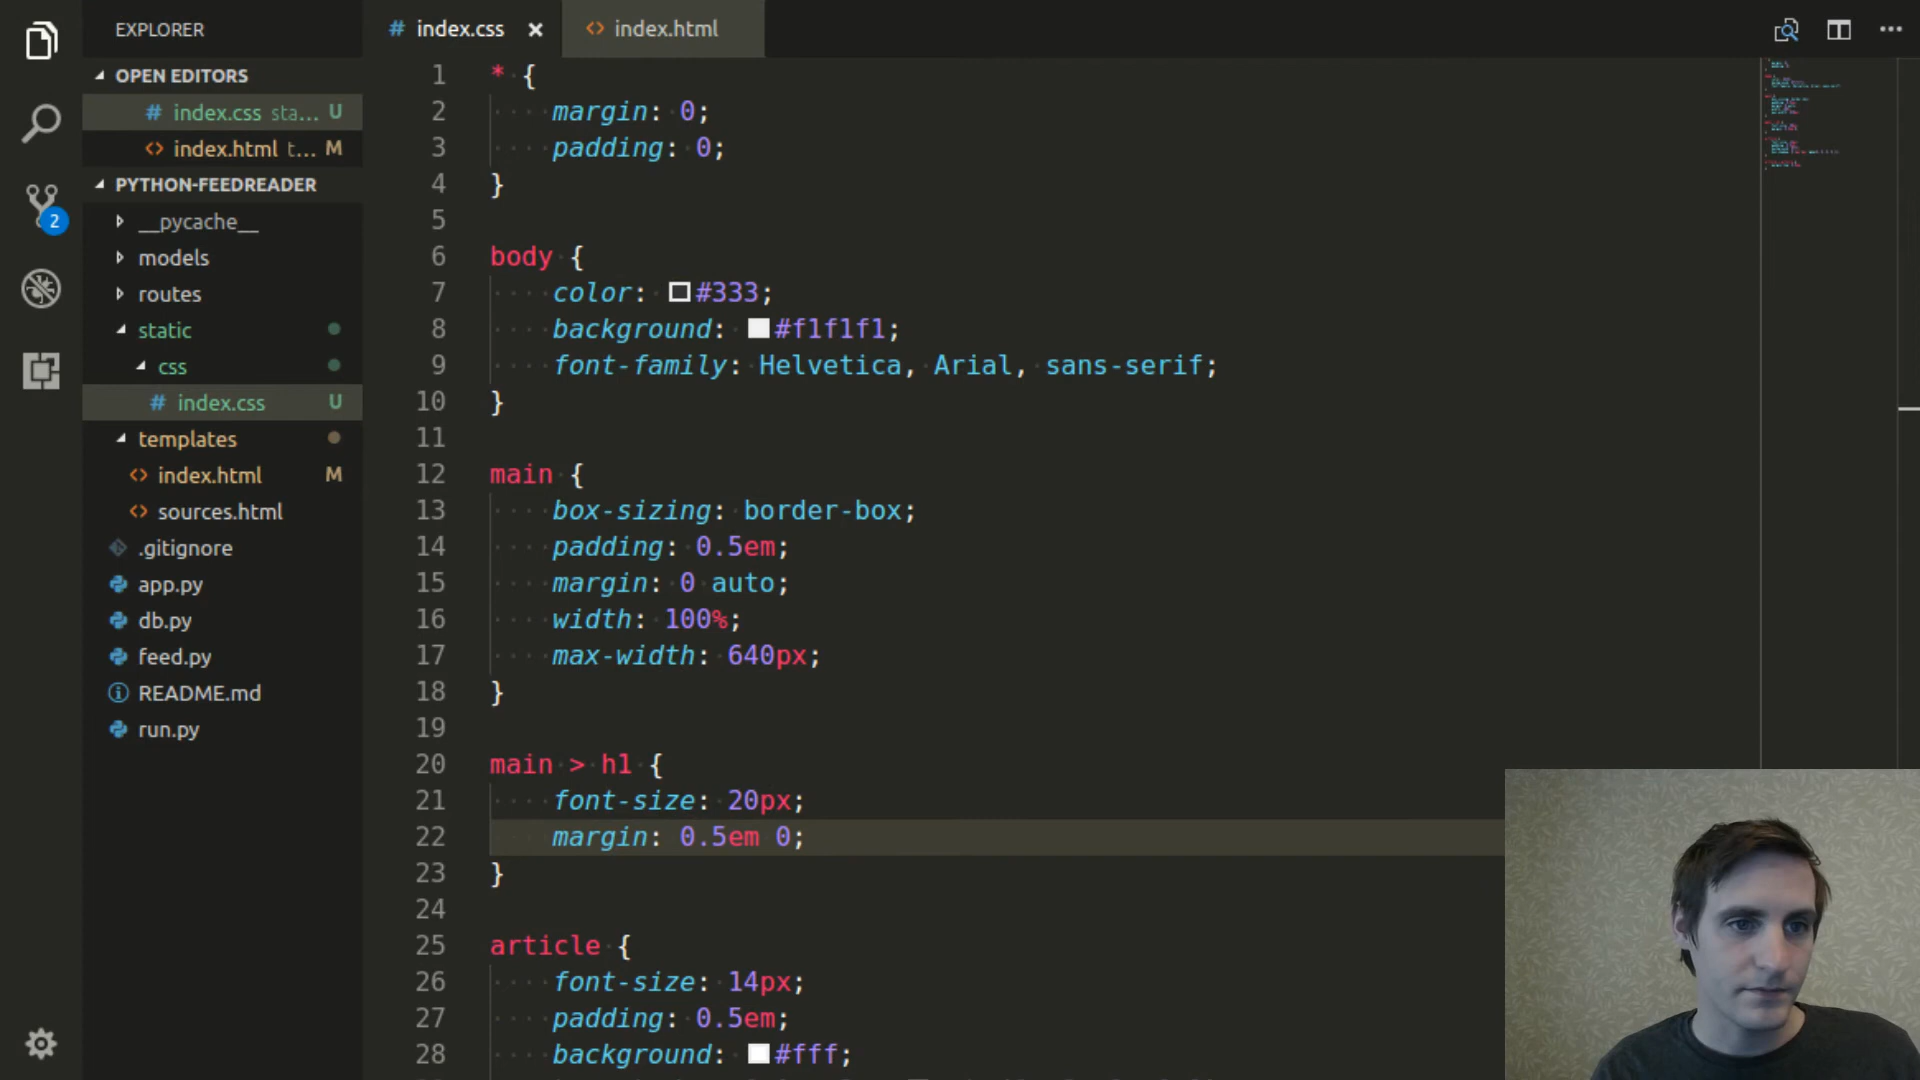 EXPLORER
OPEN EDITORS
# index.css sta... U
<> index.html t... M
PYTHON-FEEDREADER
__pycache__
models
routes
static
css
# index.css U
templates
<> index.html M
<> sources.html
.gitignore
app.py
db.py
feed.py
README.md
run.py
2
# index.css ×
<> index.html
1 * {
2 margin: 0;
3 padding: 0;
4 }
5
6 body {
7 color: #333;
8 background: #f1f1f1;
9 font-family: Helvetica, Arial, sans-serif;
10 }
11
12 main {
13 box-sizing: border-box;
14 padding: 0.5em;
15 margin: 0 auto;
16 width: 100%;
17 max-width: 640px;
18 }
19
20 main > h1 {
21 font-size: 20px;
22 margin: 0.5em 0;
23 }
24
25 article {
26 font-size: 14px;
27 padding: 0.5em;
28 background: #fff;